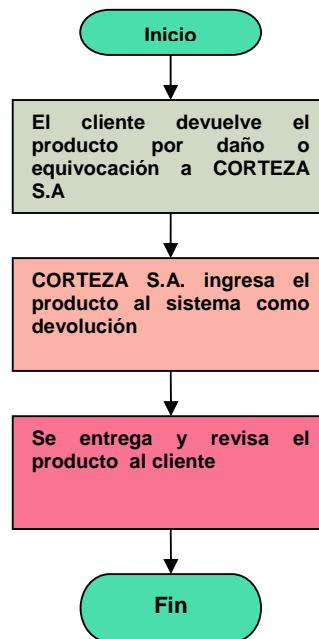 Inicio
El cliente devuelve el
producto por daño o
equivocación a CORTEZA
S.A
CORTEZA S.A. ingresa el
producto al sistema como
devolución
Se entrega y revisa el
producto al cliente
Fin